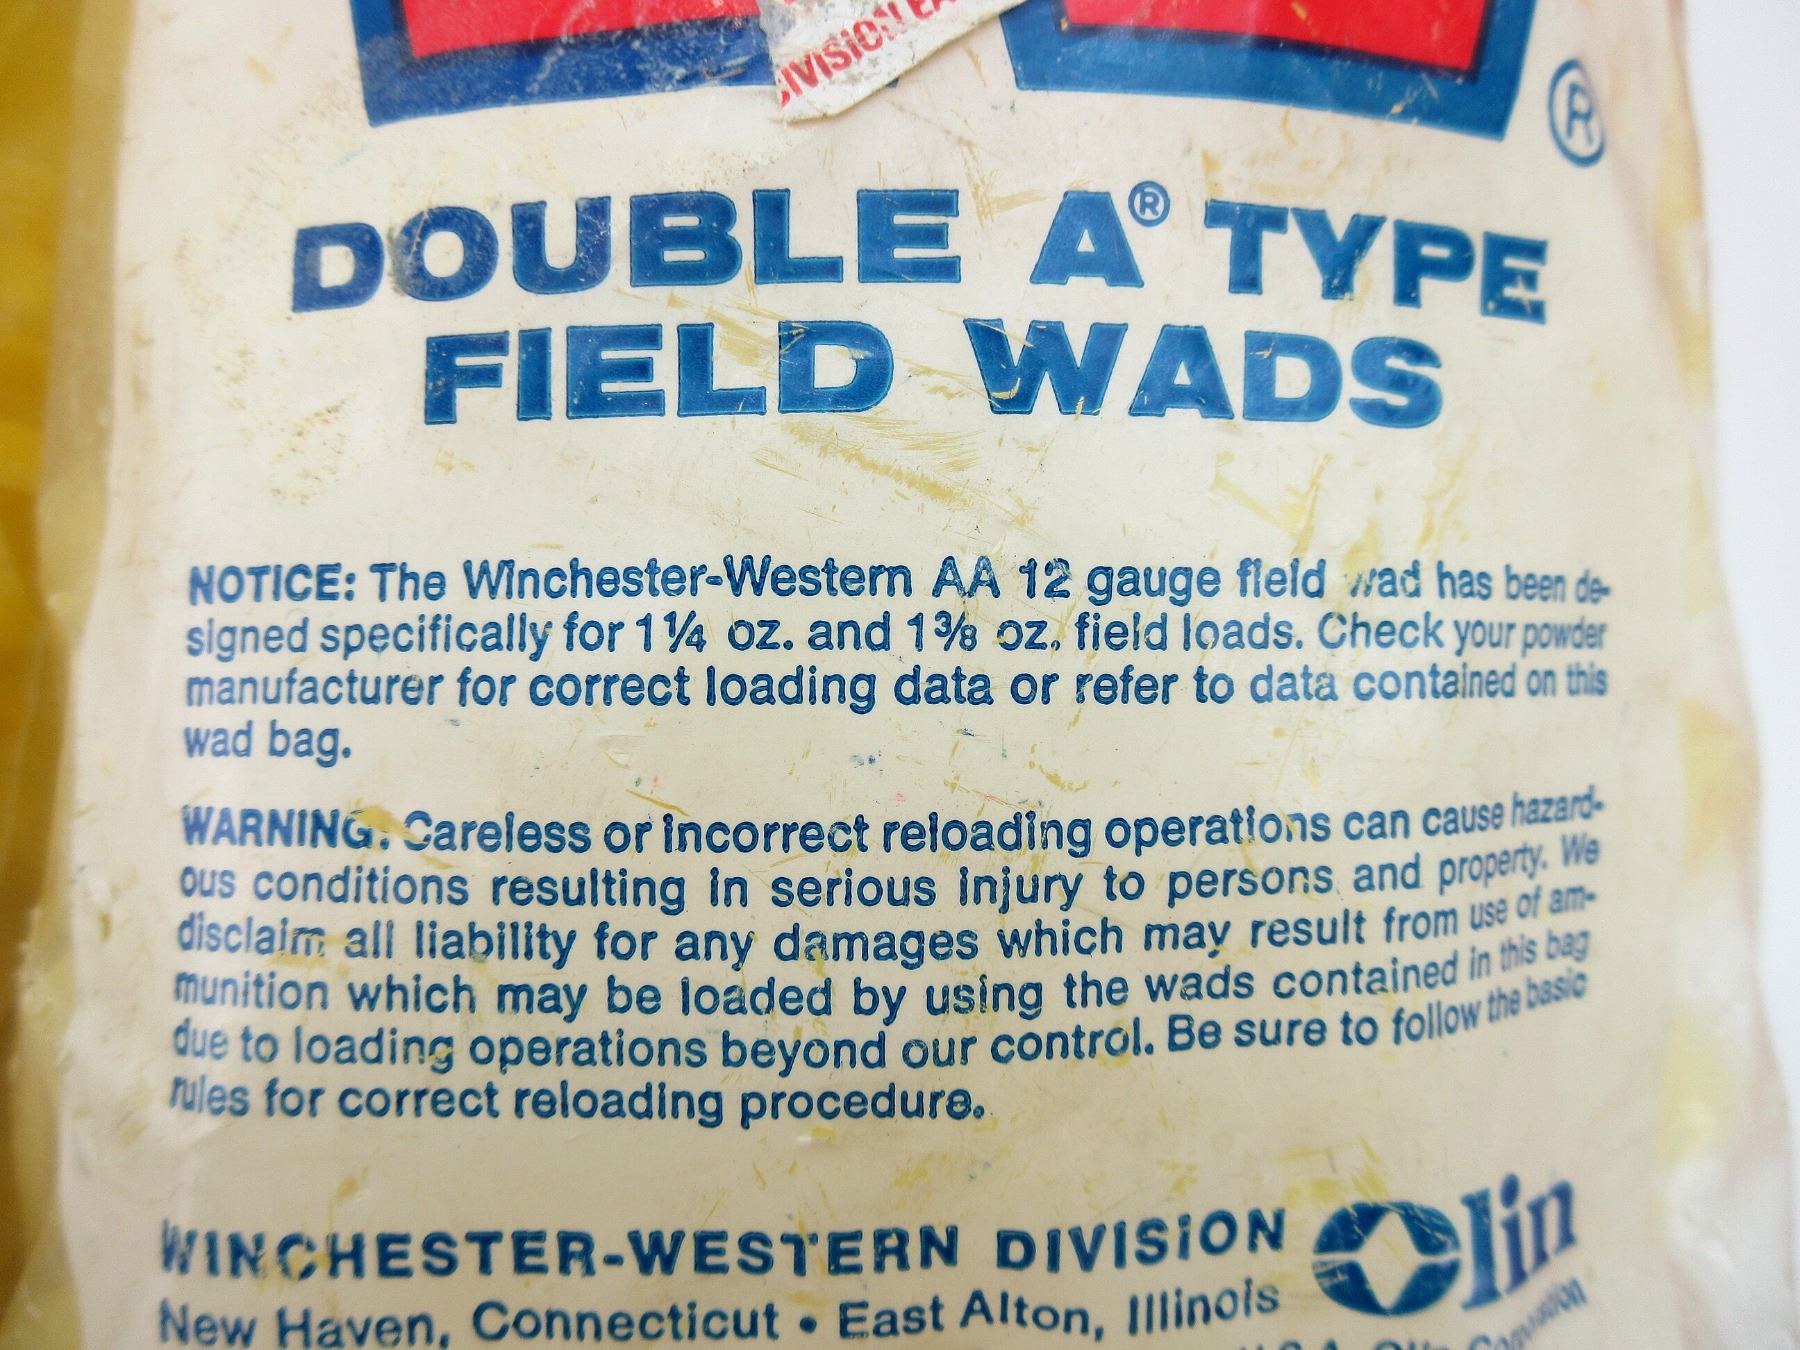 DIVISION EA
®
DOUBLE A® TYPE
FIELD WADS
NOTICE: The Winchester-Western AA 12 gauge field wad has been de-
signed specifically for 1¼ oz. and 1⅜ oz. field loads. Check your powder
manufacturer for correct loading data or refer to data contained on this
wad bag.
WARNING: Careless or incorrect reloading operations can cause hazard-
ous conditions resulting in serious injury to persons and property. We
disclaim all liability for any damages which may result from use of am-
munition which may be loaded by using the wads contained in this bag
due to loading operations beyond our control. Be sure to follow the basic
rules for correct reloading procedure.
WINCHESTER-WESTERN DIVISION Olin
New Haven, Connecticut • East Alton, Illinois
U.S.A. Olin Corporation